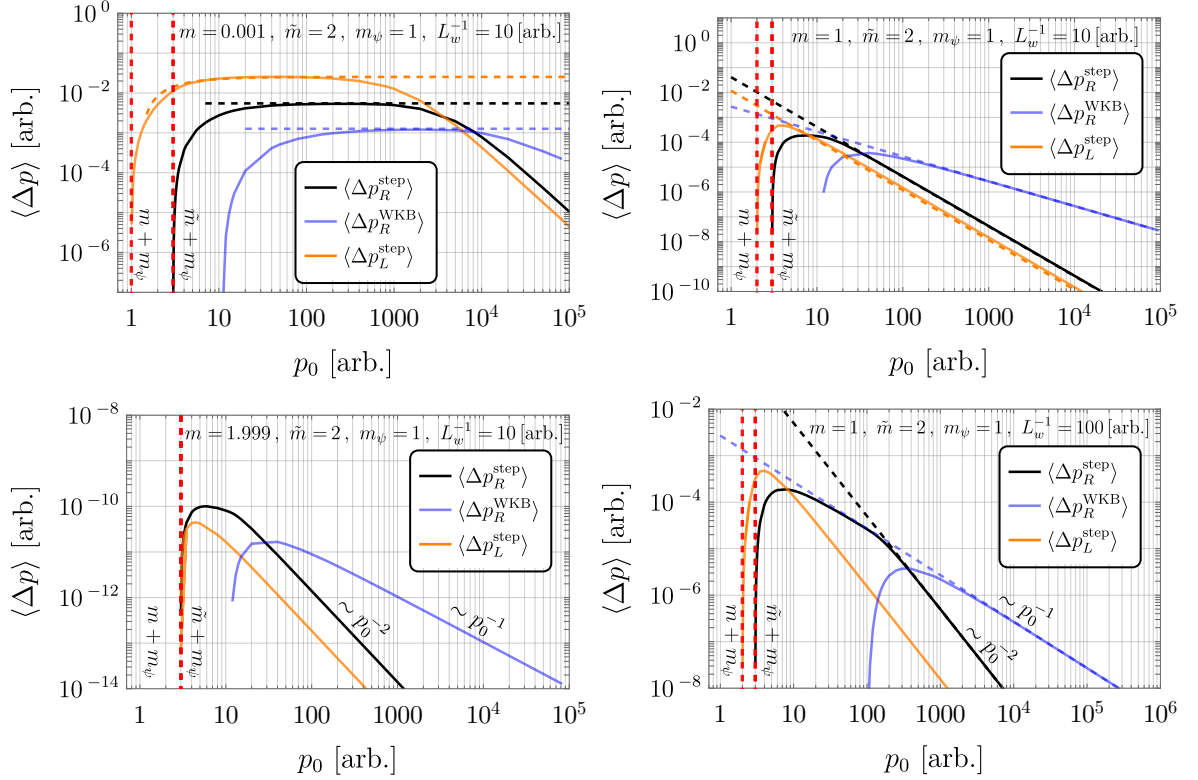 m = 0.001 , m̃ = 2 , m_ψ = 1 , L_w^{-1} = 10 [arb.]
⟨Δp⟩ [arb.]
10^0
10^{-2}
10^{-4}
10^{-6}
m + m_ψ
m̃ + m_ψ
⟨Δp_R^{step}⟩
⟨Δp_R^{WKB}⟩
⟨Δp_L^{step}⟩
1 10 100 1000 10^4 10^5
p_0 [arb.]
m = 1 , m̃ = 2 , m_ψ = 1 , L_w^{-1} = 10 [arb.]
⟨Δp⟩ [arb.]
10^0
10^{-2}
10^{-4}
10^{-6}
10^{-8}
10^{-10}
m + m_ψ
m̃ + m_ψ
⟨Δp_R^{step}⟩
⟨Δp_R^{WKB}⟩
⟨Δp_L^{step}⟩
1 10 100 1000 10^4 10^5
p_0 [arb.]
m = 1.999 , m̃ = 2 , m_ψ = 1 , L_w^{-1} = 10 [arb.]
⟨Δp⟩ [arb.]
10^{-8}
10^{-10}
10^{-12}
10^{-14}
m + m_ψ
m̃ + m_ψ
⟨Δp_R^{step}⟩
⟨Δp_R^{WKB}⟩
⟨Δp_L^{step}⟩
∼ p_0^{-2}
∼ p_0^{-1}
1 10 100 1000 10^4 10^5
p_0 [arb.]
m = 1 , m̃ = 2 , m_ψ = 1 , L_w^{-1} = 100 [arb.]
⟨Δp⟩ [arb.]
10^{-2}
10^{-4}
10^{-6}
10^{-8}
m + m_ψ
m̃ + m_ψ
⟨Δp_R^{step}⟩
⟨Δp_R^{WKB}⟩
⟨Δp_L^{step}⟩
∼ p_0^{-1}
∼ p_0^{-2}
1 10 100 1000 10^4 10^5 10^6
p_0 [arb.]